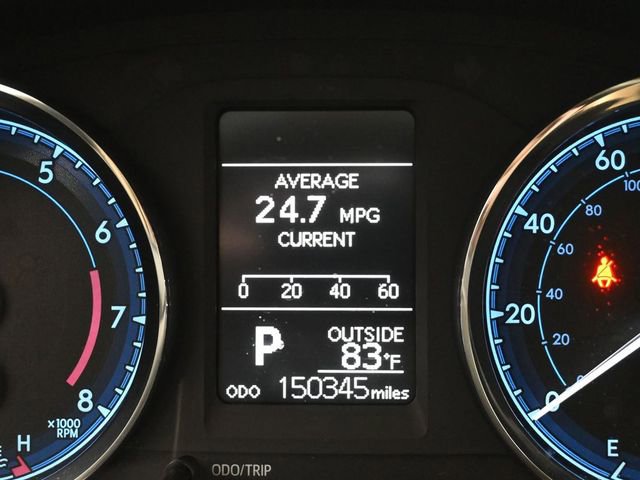 AVERAGE
24.7 MPG
CURRENT
0 20 40 60
P
OUTSIDE
83°F
ODO 150345 miles
5
6
7
8
x1000
RPM
H
ODO/TRIP
60
40
20
0
100
80
60
40
20
E